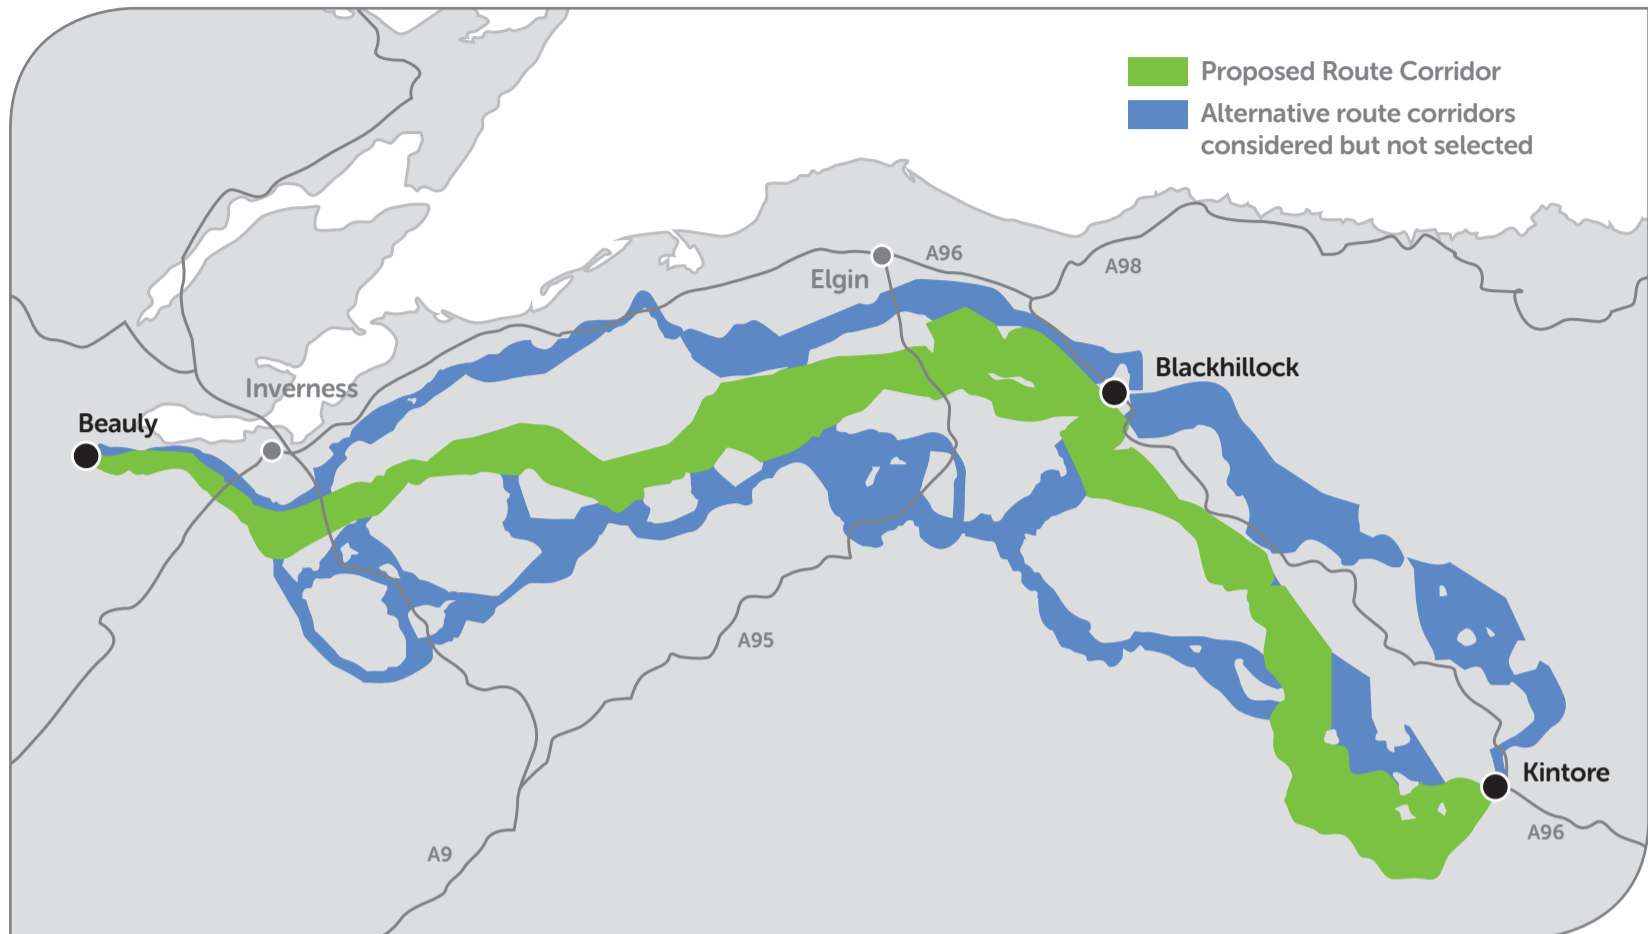 Proposed Route Corridor
Alternative route corridors
considered but not selected
A96
A98
Elgin
Blackhillock
Inverness
Beauly
A95
Kintore
A96
A9